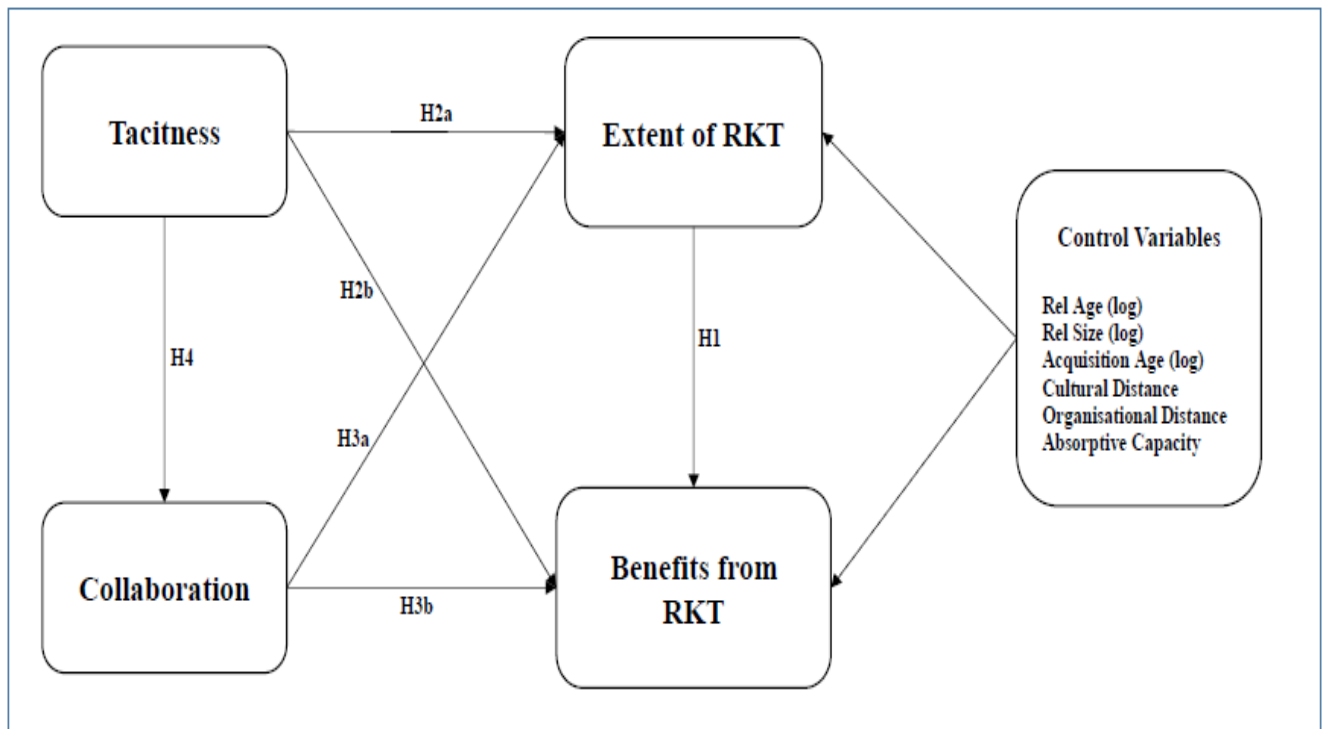 Tacitness
H2a
Extent of RKT
Control Variables
Rel Age (log)
Rel Size (log)
Acquisition Age (log)
Cultural Distance
Organisational Distance
Absorptive Capacity
H2b
H1
H4
H3a
Collaboration
H3b
Benefits from
RKT